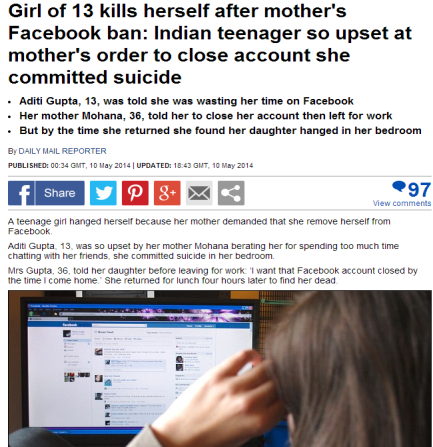 Girl of 13 kills herself after mother's
Facebook ban: Indian teenager so upset at
mother's order to close account she
committed suicide
• Aditi Gupta, 13, was told she was wasting her time on Facebook
• Her mother Mohana, 36, told her to close her account then left for work
• But by the time she returned she found her daughter hanged in her bedroom
By DAILY MAIL REPORTER
PUBLISHED: 00:34 GMT, 10 May 2014 | UPDATED: 18:43 GMT, 10 May 2014
f Share g+ 97
View comments
A teenage girl hanged herself because her mother demanded that she remove herself from
Facebook.
Aditi Gupta, 13, was so upset by her mother Mohana berating her for spending too much time
chatting with her friends, she committed suicide in her bedroom.
Mrs Gupta, 36, told her daughter before leaving for work: 'I want that Facebook account closed by
the time I come home.' She returned for lunch four hours later to find her dead.
facebook